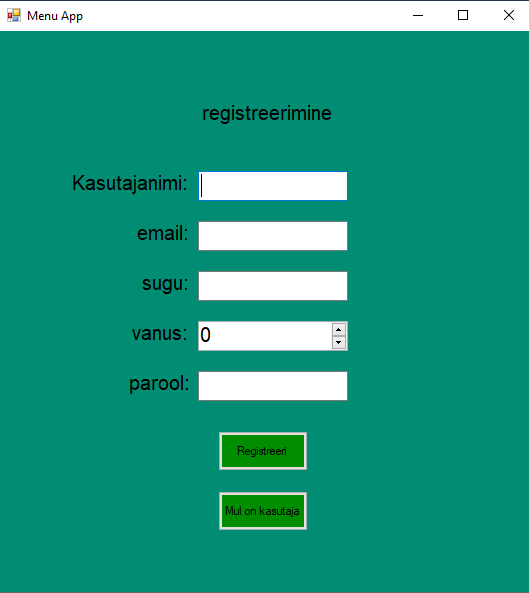 Menu App
registreerimine
Kasutajanimi:
email:
sugu:
vanus: 0
parool:
Registreeri
Mul on kasutaja